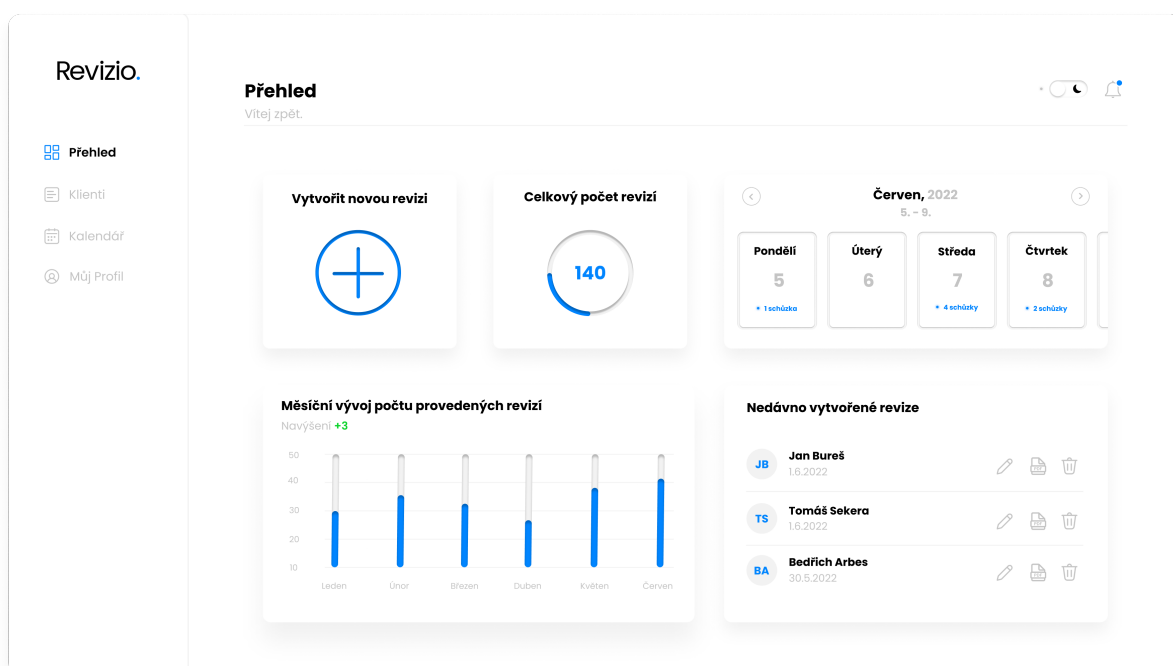 Revizio.
Přehled
Klienti
Kalendář
Můj Profil
Přehled
Vítej zpět.
Vytvořit novou revizi
Celkový počet revizí
140
Červen, 2022
5. - 9.
Pondělí
5
1 schůzka
Úterý
6
Středa
7
4 schůzky
Čtvrtek
8
2 schůzky
Měsíční vývoj počtu provedených revizí
Navýšení +3
50
40
30
20
10
Leden Únor Březen Duben Květen Červen
Nedávno vytvořené revize
JB
Jan Bureš
1.6.2022
TS
Tomáš Sekera
1.6.2022
BA
Bedřich Arbes
30.5.2022